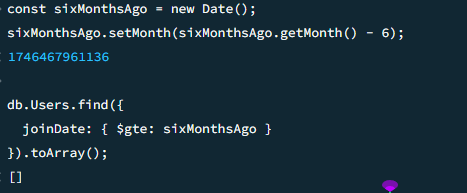 const sixMonthsAgo = new Date();
sixMonthsAgo.setMonth(sixMonthsAgo.getMonth() - 6);
1746467961136
db.Users.find({
joinDate: { $gte: sixMonthsAgo }
}).toArray();
[]